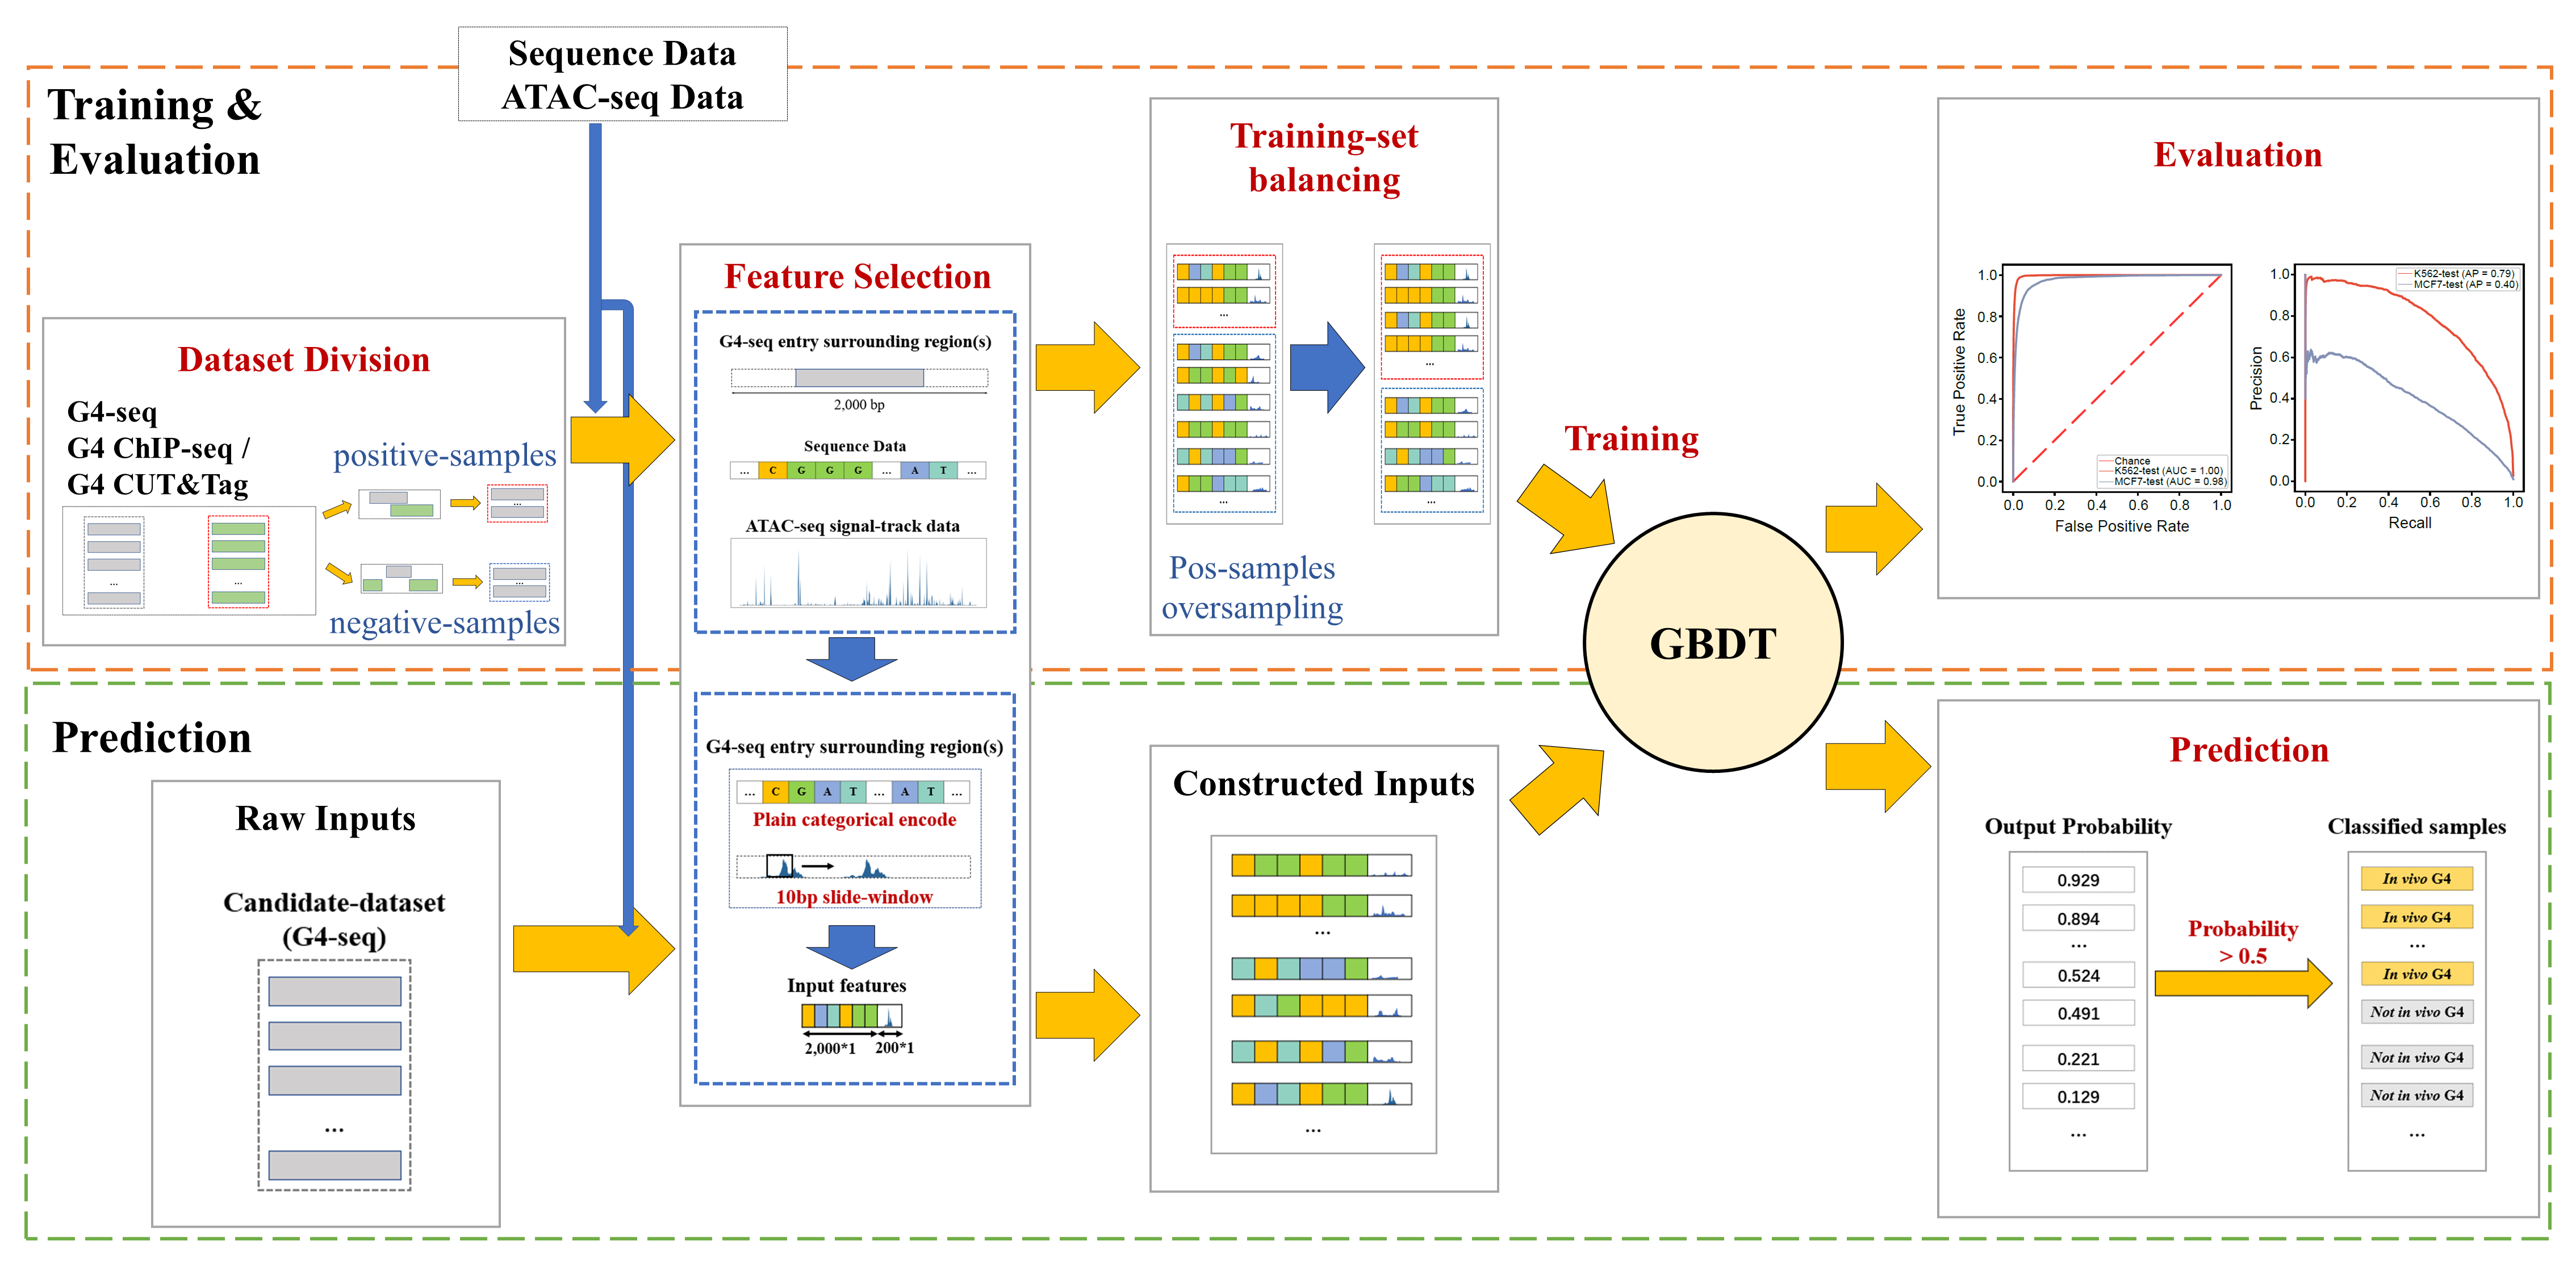 Sequence Data
ATAC-seq Data
Training &
Evaluation
Dataset Division
G4-seq
G4 ChIP-seq /
G4 CUT&Tag
positive-samples
...
...
...
...
negative-samples
Feature Selection
G4-seq entry surrounding region(s)
2,000 bp
Sequence Data
... C G G G ... A T ...
ATAC-seq signal-track data
G4-seq entry surrounding region(s)
... C G A T ... A T ...
Plain categorical encode
10bp slide-window
Input features
2,000*1 200*1
Training-set
balancing
...
...
...
...
Pos-samples
oversampling
Training
GBDT
Evaluation
True Positive Rate
1.0
0.8
0.6
0.4
0.2
0.0
Chance
K562-test (AUC = 1.00)
MCF7-test (AUC = 0.98)
0.0 0.2 0.4 0.6 0.8 1.0
False Positive Rate
Precision
1.0
0.8
0.6
0.4
0.2
0.0
K562-test (AP = 0.79)
MCF7-test (AP = 0.40)
0.0 0.2 0.4 0.6 0.8 1.0
Recall
Prediction
Raw Inputs
Candidate-dataset
(G4-seq)
...
Constructed Inputs
...
...
Prediction
Output Probability
0.929
0.894
...
0.524
0.491
0.221
0.129
...
Probability
> 0.5
Classified samples
In vivo G4
In vivo G4
...
In vivo G4
Not in vivo G4
Not in vivo G4
Not in vivo G4
...